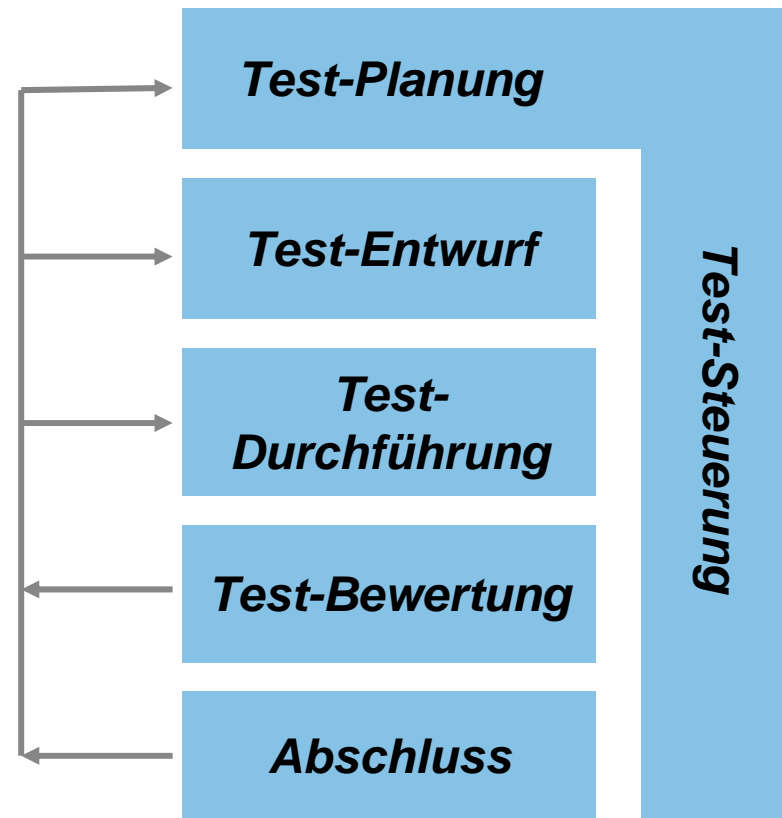 Test-Planung
Test-Entwurf
Test-
Durchführung
Test-Bewertung
Abschluss
Test-Steuerung